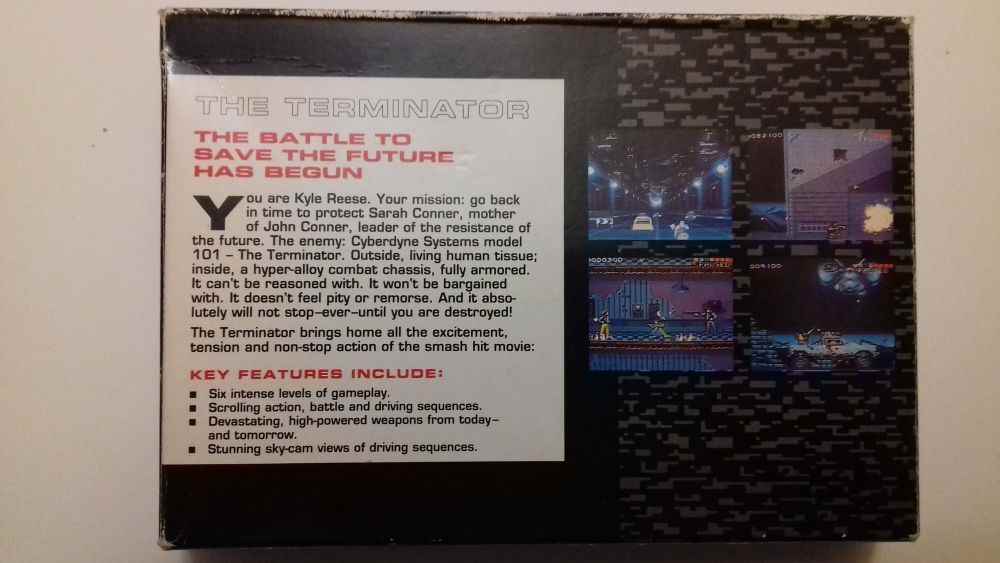 THE TERMINATOR
THE BATTLE TO
SAVE THE FUTURE
HAS BEGUN
You are Kyle Reese. Your mission: go back
in time to protect Sarah Conner, mother
of John Conner, leader of the resistance of
the future. The enemy: Cyberdyne Systems model
101 – The Terminator. Outside, living human tissue;
inside, a hyper-alloy combat chassis, fully armored.
It can't be reasoned with. It won't be bargained
with. It doesn't feel pity or remorse. And it abso-
lutely will not stop–ever–until you are destroyed!
The Terminator brings home all the excitement,
tension and non-stop action of the smash hit movie:
KEY FEATURES INCLUDE:
■ Six intense levels of gameplay.
■ Scrolling action, battle and driving sequences.
■ Devastating, high-powered weapons from today–
and tomorrow.
■ Stunning sky-cam views of driving sequences.